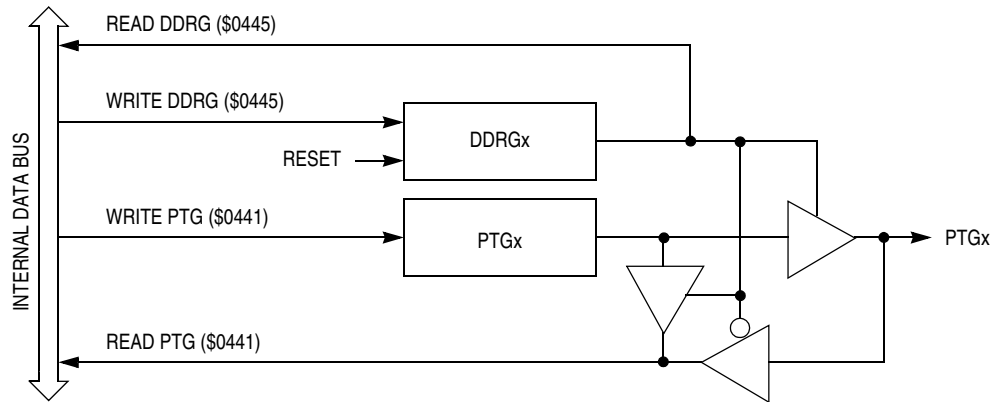 READ DDRG ($0445)
WRITE DDRG ($0445)
DDRGx
RESET
WRITE PTG ($0441)
PTGx
PTGx
READ PTG ($0441)
INTERNAL DATA BUS